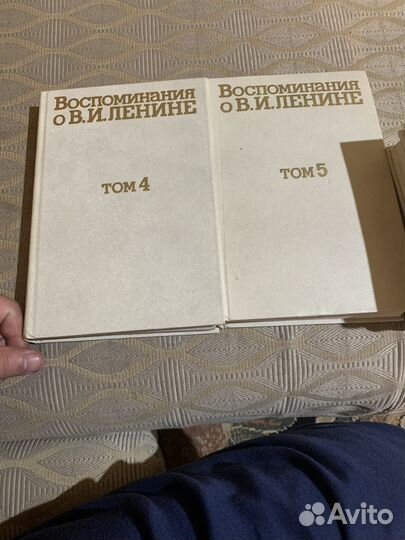 Воспоминания
о В.И.Ленине
том 4
Воспоминания
о В.И.Ленине
том 5
Avito